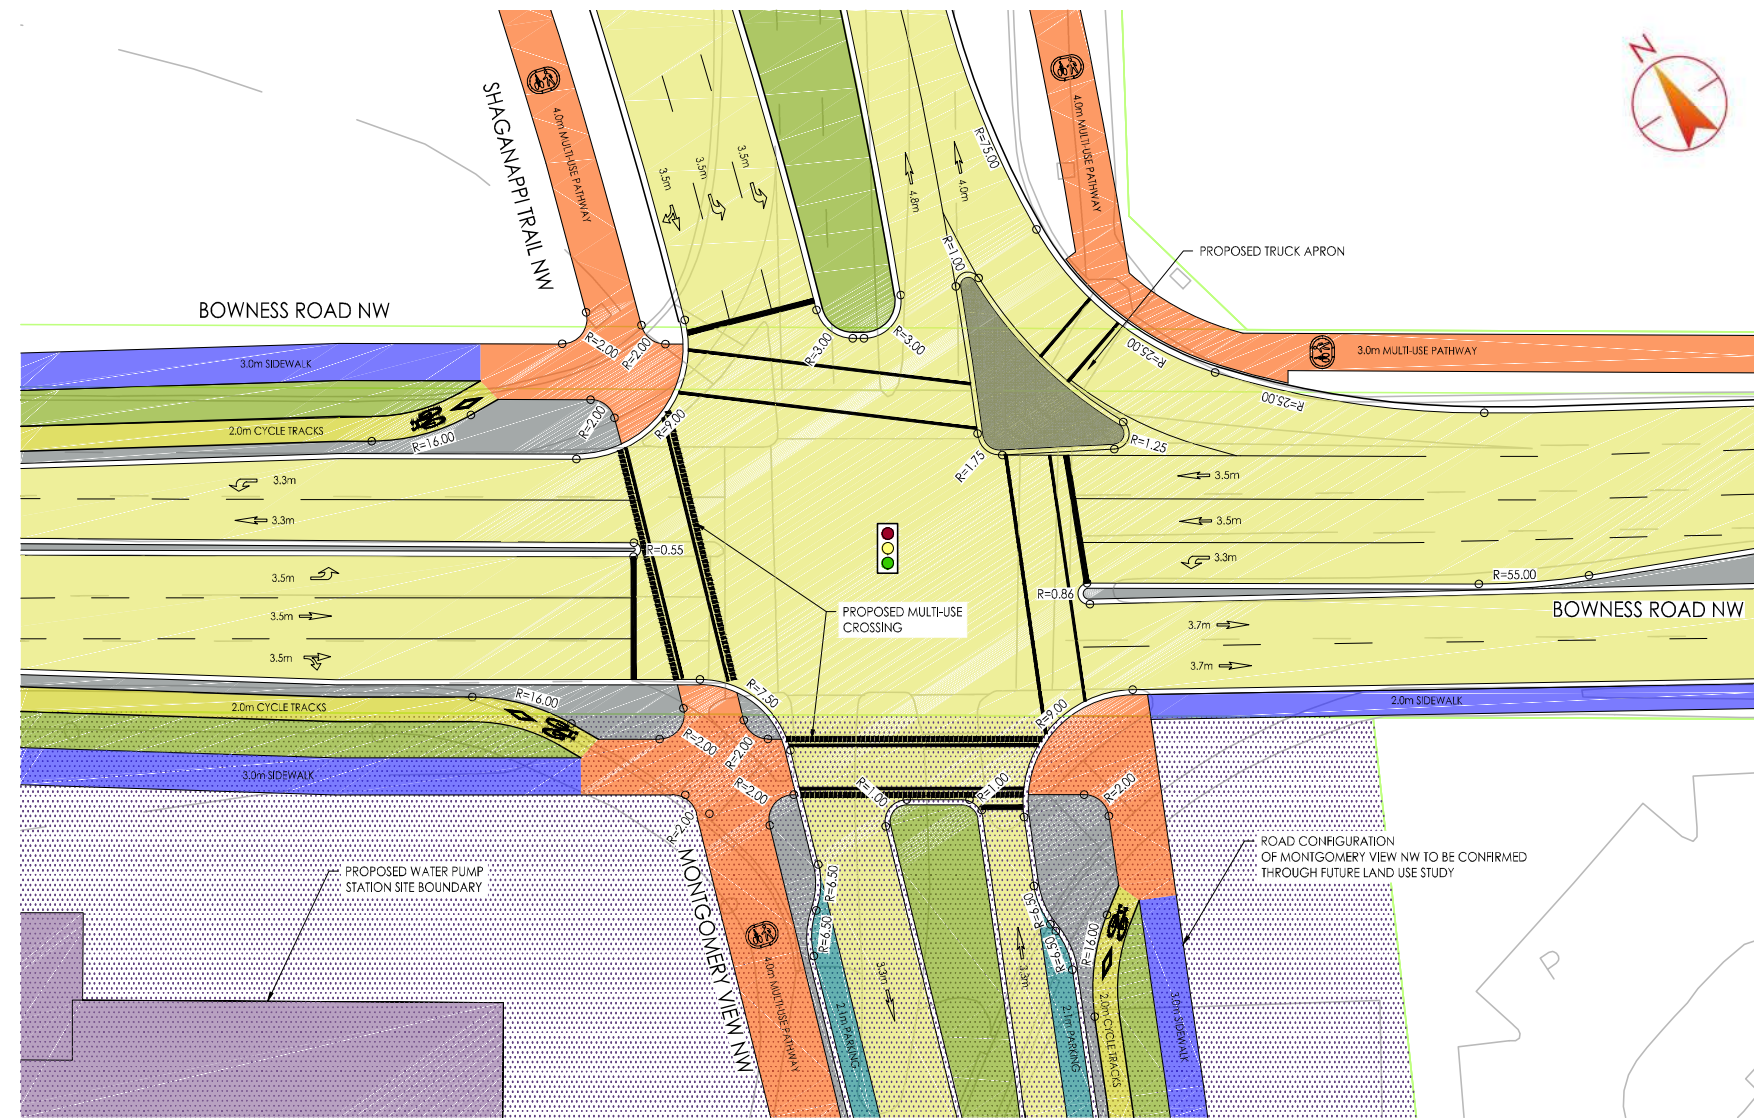 N
SHAGANAPPI TRAIL NW
4.0m MULTI-USE PATHWAY
3.5m
3.5m
3.5m
4.8m
4.0m
R=75.00
4.0m MULTI-USE PATHWAY
PROPOSED TRUCK APRON
BOWNESS ROAD NW
R=1.00
R=2.00
R=2.00
R=3.00
R=3.00
R=25.00
R=25.00
3.0m MULTI-USE PATHWAY
3.0m SIDEWALK
2.0m CYCLE TRACKS
R=16.00
R=2.00
R=9.00
R=1.75
R=1.25
3.3m
3.3m
3.5m
3.5m
3.3m
R=0.55
3.5m
3.5m
3.5m
R=0.86
R=55.00
BOWNESS ROAD NW
3.7m
3.7m
PROPOSED MULTI-USE
CROSSING
2.0m CYCLE TRACKS
R=16.00
R=7.50
R=9.00
2.0m SIDEWALK
3.0m SIDEWALK
R=2.00
R=2.00
R=2.00
R=2.00
R=1.00
R=1.00
R=2.00
MONTGOMERY VIEW NW
PROPOSED WATER PUMP
STATION SITE BOUNDARY
ROAD CONFIGURATION
OF MONTGOMERY VIEW NW TO BE CONFIRMED
THROUGH FUTURE LAND USE STUDY
R=6.50
R=6.50
R=6.50
R=6.50
R=16.00
4.0m MULTI-USE PATHWAY
2.1m PARKING
3.3m
3.3m
2.1m PARKING
2.0m CYCLE TRACKS
3.0m SIDEWALK
P